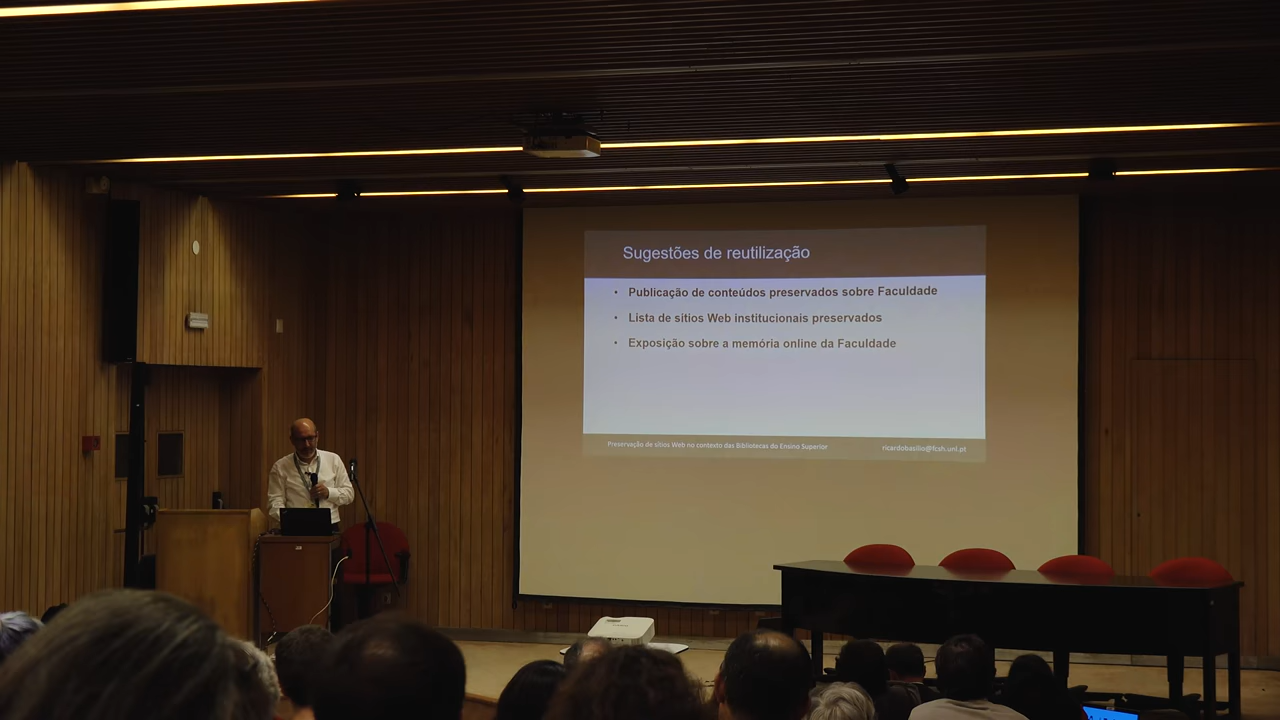 Sugestões de reutilização
• Publicação de conteúdos preservados sobre Faculdade
• Lista de sítios Web institucionais preservados
• Exposição sobre a memória online da Faculdade
Preservação de sítios Web no contexto das Bibliotecas do Ensino Superior
ricardobasilio@fcsh.unl.pt